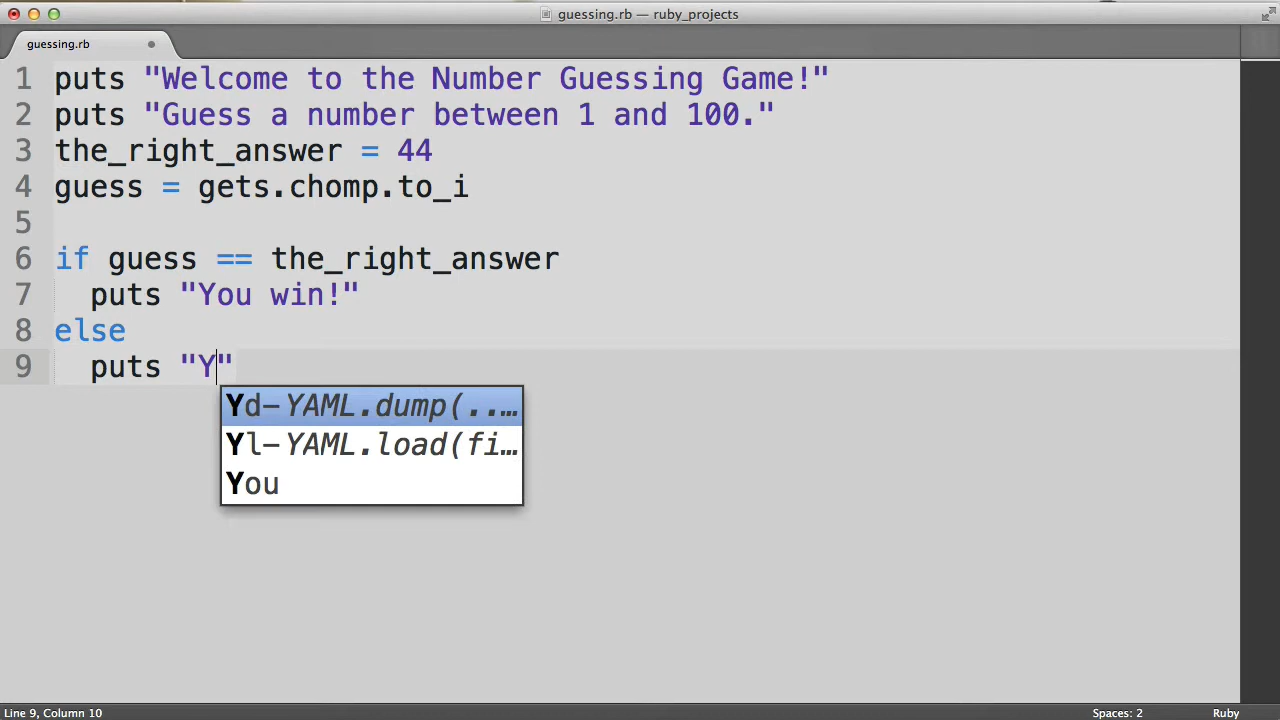 guessing.rb — ruby_projects
guessing.rb
1 puts "Welcome to the Number Guessing Game!"
2 puts "Guess a number between 1 and 100."
3 the_right_answer = 44
4 guess = gets.chomp.to_i
5
6 if guess == the_right_answer
7 puts "You win!"
8 else
9 puts "Y"
Yd–YAML.dump(..…
Yl–YAML.load(fi…
You
Line 9, Column 10
Spaces: 2
Ruby